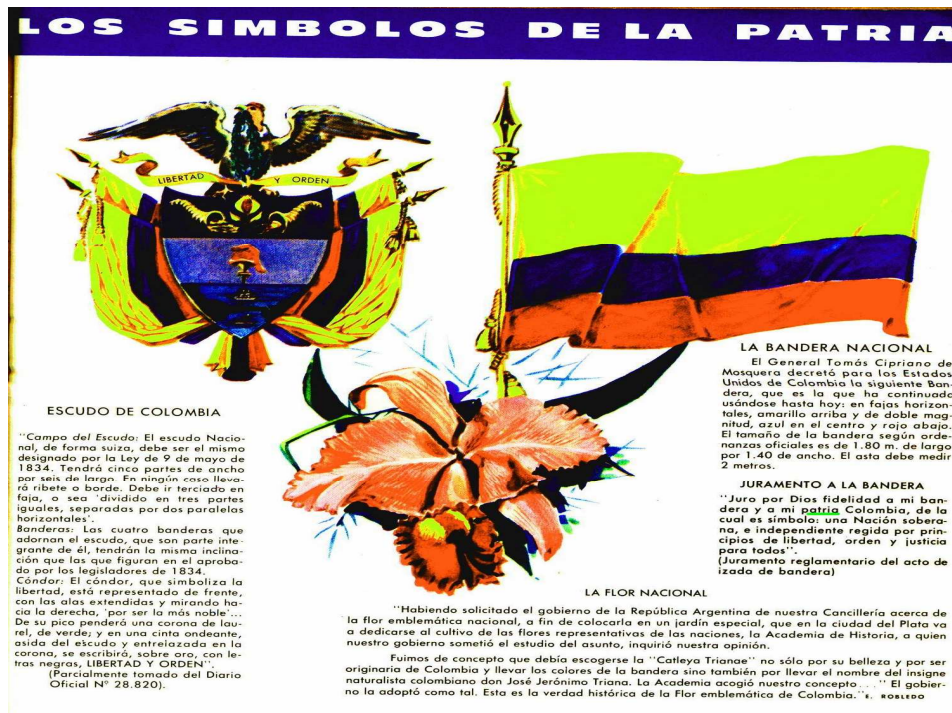 LOS SIMBOLOS DE LA PATRIA
LIBERTAD Y ORDEN
ESCUDO DE COLOMBIA
"Campo del Escudo: El escudo Nacio-
nal, de forma suiza, debe ser el mismo
designado por la Ley de 9 de mayo de
1834. Tendrá cinco partes de ancho
por seis de largo. En ningún caso lleva-
rá ribete o borde. Debe ir terciado en
faja, o sea 'dividido en tres partes
iguales, separadas por dos paralelas
horizontales'.
Banderas: Las cuatro banderas que
adornan el escudo, que son parte inte-
grante de él, tendrán la misma inclina-
ción que las que figuran en el aproba-
do por los legisladores de 1834.
Cóndor: El cóndor, que simboliza la
libertad, está representado de frente,
con las alas extendidas y mirando ha-
cia la derecha, 'por ser la más noble'...
De su pico penderá una corona de lau-
rel, de verde; y en una cinta ondeante,
asida del escudo y entrelazada en la
corona, se escribirá, sobre oro, con le-
tras negras, LIBERTAD Y ORDEN".
(Parcialmente tomado del Diario
Oficial Nº 28.820).
LA BANDERA NACIONAL
El General Tomás Cipriano de
Mosquera decretó para los Estados
Unidos de Colombia la siguiente Ban-
dera, que es la que ha continuado
usándose hasta hoy: en fajas horizon-
tales, amarillo arriba y de doble mag-
nitud, azul en el centro y rojo abajo.
El tamaño de la bandera según orde-
nanzas oficiales es de 1.80 m. de largo
por 1.40 de ancho. El asta debe medir
2 metros.
JURAMENTO A LA BANDERA
"Juro por Dios fidelidad a mi ban-
dera y a mi patria Colombia, de la
cual es símbolo: una Nación sobera-
na, e independiente regida por prin-
cipios de libertad, orden y justicia
para todos".
(Juramento reglamentario del acto de
izada de bandera)
LA FLOR NACIONAL
"Habiendo solicitado el gobierno de la República Argentina de nuestra Cancillería acerca de
la flor emblemática nacional, a fin de colocarla en un jardín especial, que en la ciudad del Plata va
a dedicarse al cultivo de las flores representativas de las naciones, la Academia de Historia, a quien
nuestro gobierno sometió el estudio del asunto, inquirió nuestra opinión.
Fuimos de concepto que debía escogerse la "Catleya Trianae" no sólo por su belleza y por ser
originaria de Colombia y llevar los colores de la bandera sino también por llevar el nombre del insigne
naturalista colombiano don José Jerónimo Triana. La Academia acogió nuestro concepto..." El gobier-
no la adoptó como tal. Esta es la verdad histórica de la Flor emblemática de Colombia."E. ROBLEDO